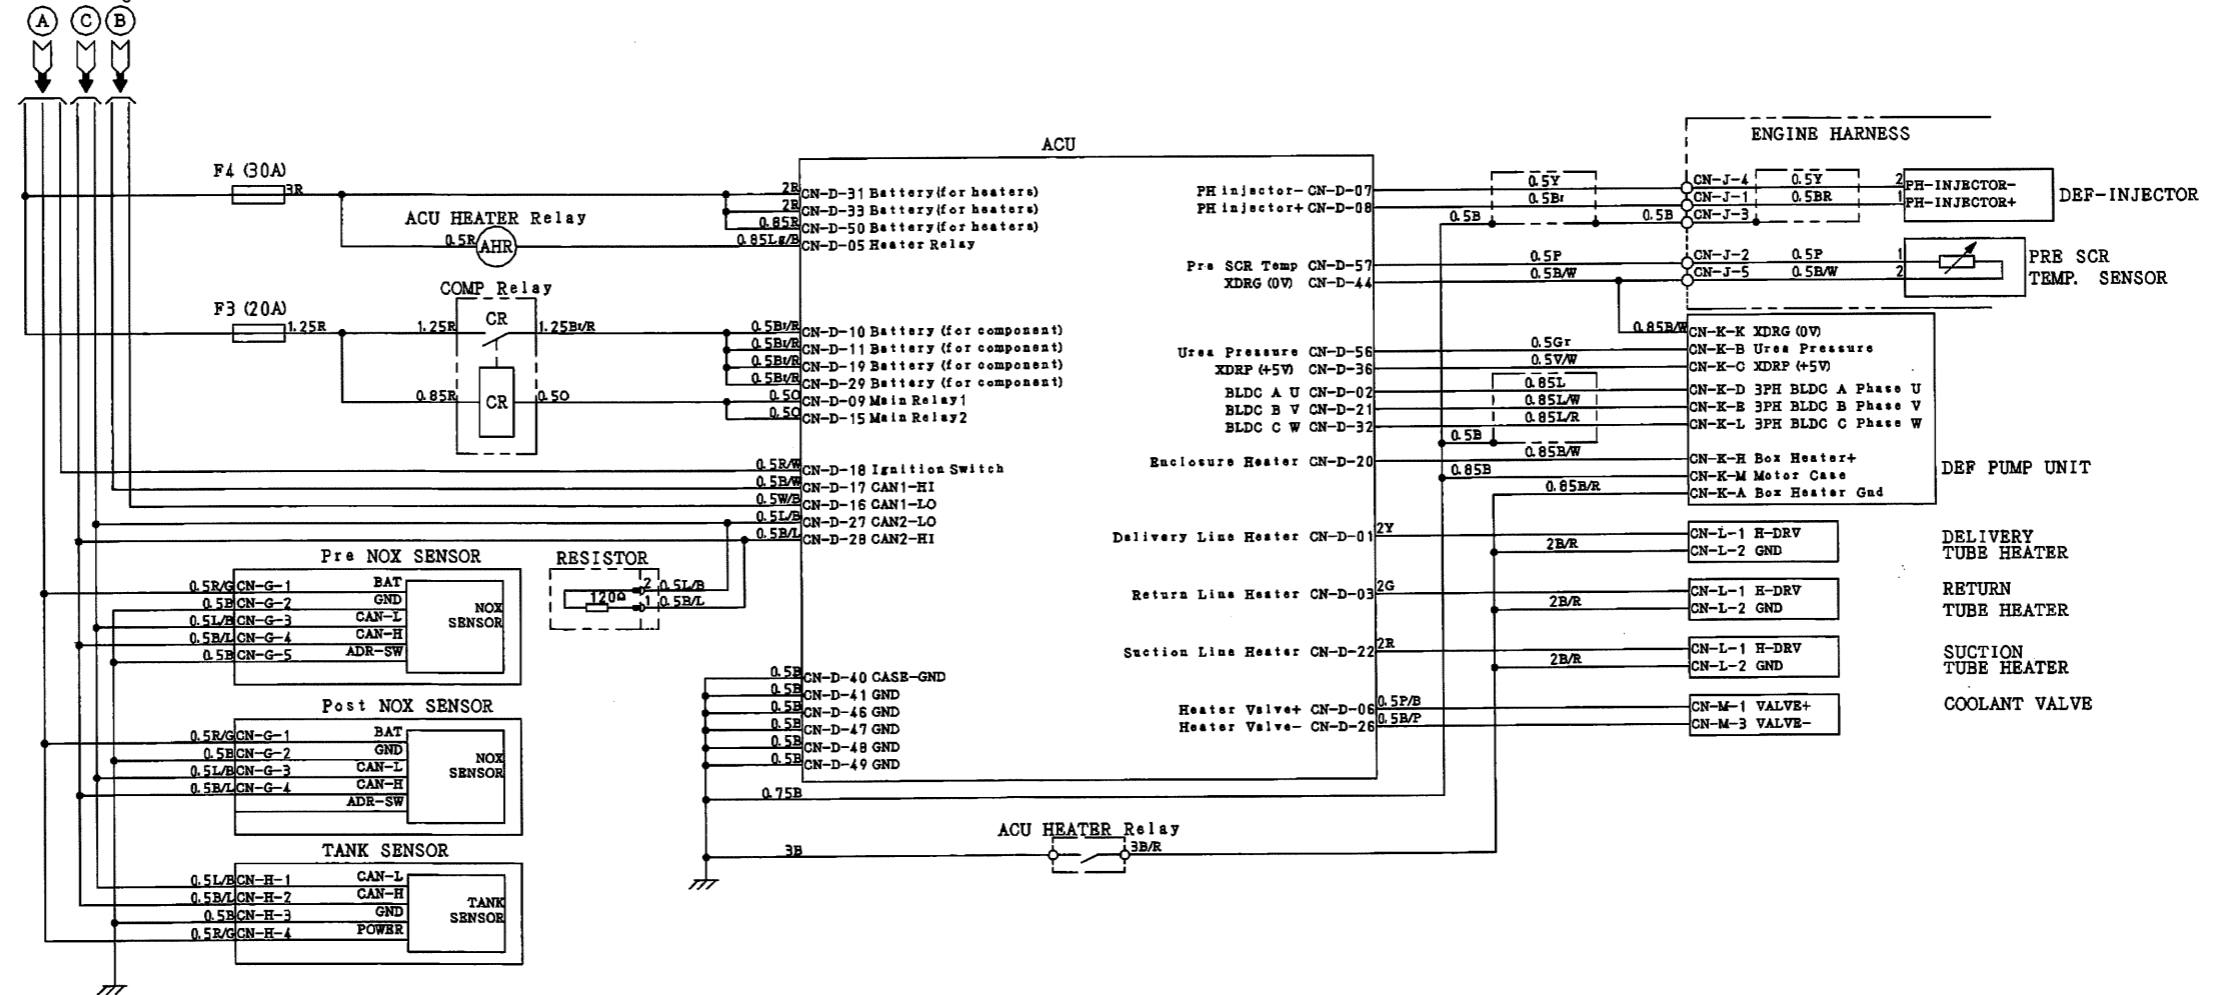 A C B
ACU
F4 (30A)
3R
ACU HEATER Relay
0.5R
AHR
F3 (20A)
1.25R
COMP Relay
1.25R
CR
1.25Br/R
0.85R
CR
0.5O
2R CN-D-31 Battery(for heaters)
2R CN-D-33 Battery(for heaters)
0.85R CN-D-50 Battery(for heaters)
0.85Lg/B CN-D-05 Heater Relay
0.5Br/R CN-D-10 Battery (for component)
0.5Br/R CN-D-11 Battery (for component)
0.5Br/R CN-D-19 Battery (for component)
0.5Br/R CN-D-29 Battery (for component)
0.5O CN-D-09 Main Relay1
0.5O CN-D-15 Main Relay2
0.5R/W CN-D-18 Ignition Switch
0.5B/W CN-D-17 CAN1-HI
0.5W/B CN-D-16 CAN1-LO
0.5L/B CN-D-27 CAN2-LO
0.5B/L CN-D-28 CAN2-HI
RESISTOR
120Ω
2 0.5L/B
1 0.5B/L
0.5B CN-D-40 CASE-GND
0.5B CN-D-41 GND
0.5B CN-D-46 GND
0.5B CN-D-47 GND
0.5B CN-D-48 GND
0.5B CN-D-49 GND
0.75B
3B
ACU HEATER Relay
3B/R
Pre NOX SENSOR
0.5R/G CN-G-1 BAT
0.5B CN-G-2 GND
0.5L/B CN-G-3 CAN-L
0.5B/L CN-G-4 CAN-H
0.5B CN-G-5 ADR-SW
NOX
SENSOR
Post NOX SENSOR
0.5R/G CN-G-1 BAT
0.5B CN-G-2 GND
0.5L/B CN-G-3 CAN-L
0.5B/L CN-G-4 CAN-H
ADR-SW
NOX
SENSOR
TANK SENSOR
0.5L/B CN-H-1 CAN-L
0.5B/L CN-H-2 CAN-H
0.5B CN-H-3 GND
0.5R/G CN-H-4 POWER
TANK
SENSOR
PH injector- CN-D-07
PH injector+ CN-D-08
Pre SCR Temp CN-D-57
XDRG (0V) CN-D-44
Urea Pressure CN-D-56
XDRP (+5V) CN-D-36
BLDC A U CN-D-02
BLDC B V CN-D-21
BLDC C W CN-D-32
Enclosure Heater CN-D-20
Delivery Line Heater CN-D-01 2Y
Return Line Heater CN-D-03 2G
Suction Line Heater CN-D-22 2R
Heater Valve+ CN-D-06 0.5P/B
Heater Valve- CN-D-26 0.5B/P
0.5Y
0.5Br
0.5B
0.5B
0.5P
0.5B/W
0.85B/W
0.5Gr
0.5V/W
0.85L
0.85L/W
0.85L/R
0.5B
0.85B/W
0.85B
0.85B/R
2B/R
2B/R
2B/R
ENGINE HARNESS
CN-J-4 0.5Y 2 PH-INJECTOR-
CN-J-1 0.5BR 1 PH-INJECTOR+
CN-J-3
DEF-INJECTOR
CN-J-2 0.5P 1
CN-J-5 0.5B/W 2
PRE SCR
TEMP. SENSOR
CN-K-K XDRG (0V)
CN-K-B Urea Pressure
CN-K-C XDRP (+5V)
CN-K-D 3PH BLDC A Phase U
CN-K-E 3PH BLDC B Phase V
CN-K-L 3PH BLDC C Phase W
CN-K-H Box Heater+
CN-K-M Motor Case
CN-K-A Box Heater Gnd
DEF PUMP UNIT
CN-L-1 H-DRV
CN-L-2 GND
DELIVERY
TUBE HEATER
CN-L-1 H-DRV
CN-L-2 GND
RETURN
TUBE HEATER
CN-L-1 H-DRV
CN-L-2 GND
SUCTION
TUBE HEATER
CN-M-1 VALVE+
CN-M-3 VALVE-
COOLANT VALVE